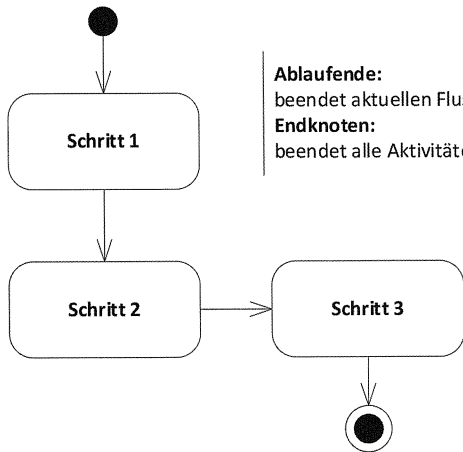 Ablaufende:
beendet aktuellen
Schritt 1
Endknoten:
beendet alle
Schritt 2
Schritt 3